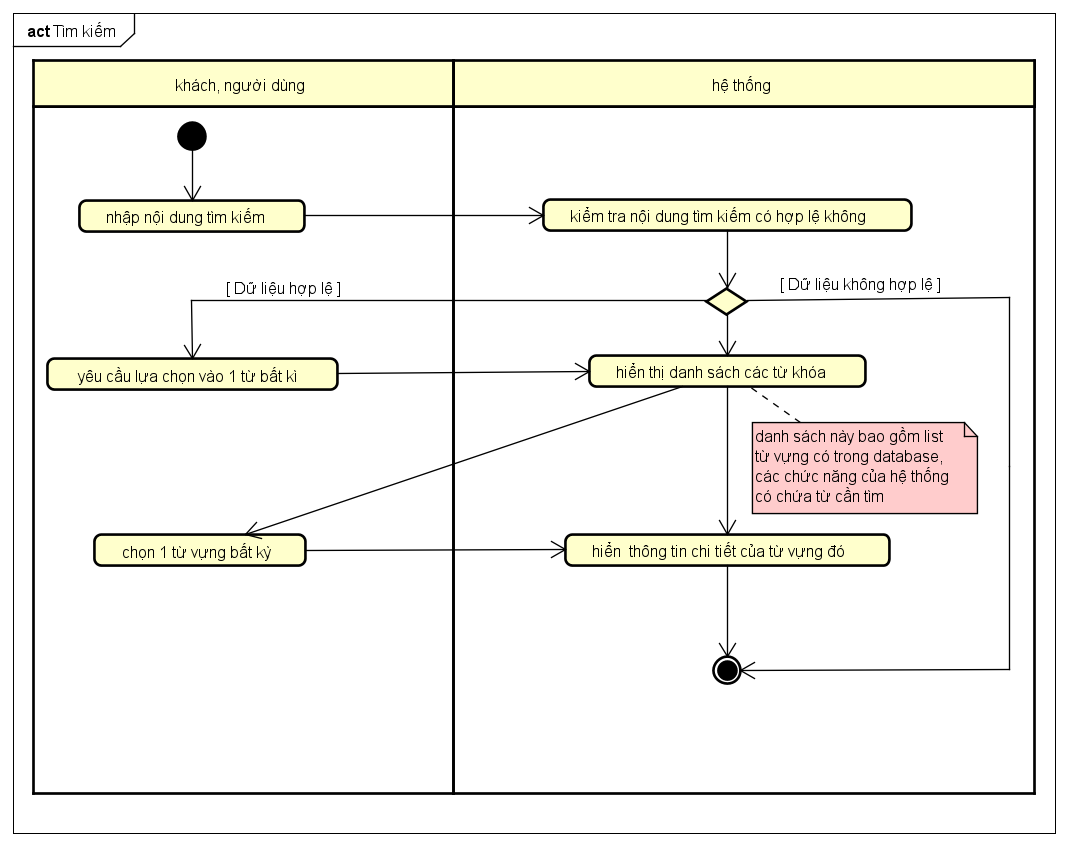 act Tìm kiếm
khách, người dùng
hệ thống
nhập nội dung tìm kiếm
kiểm tra nội dung tìm kiếm có hợp lệ không
[ Dữ liệu hợp lệ ]
[ Dữ liệu không hợp lệ ]
yêu cầu lựa chọn vào 1 từ bất kì
hiển thị danh sách các từ khóa
danh sách này bao gồm list
từ vựng có trong database,
các chức năng của hệ thống
có chứa từ cần tìm
chọn 1 từ vựng bất kỳ
hiển thông tin chi tiết của từ vựng đó